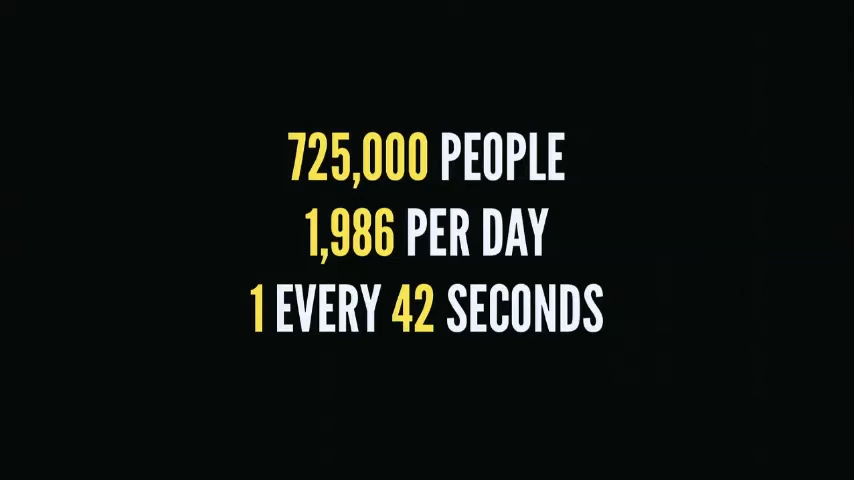 725,000 PEOPLE
1,986 PER DAY
1 EVERY 42 SECONDS